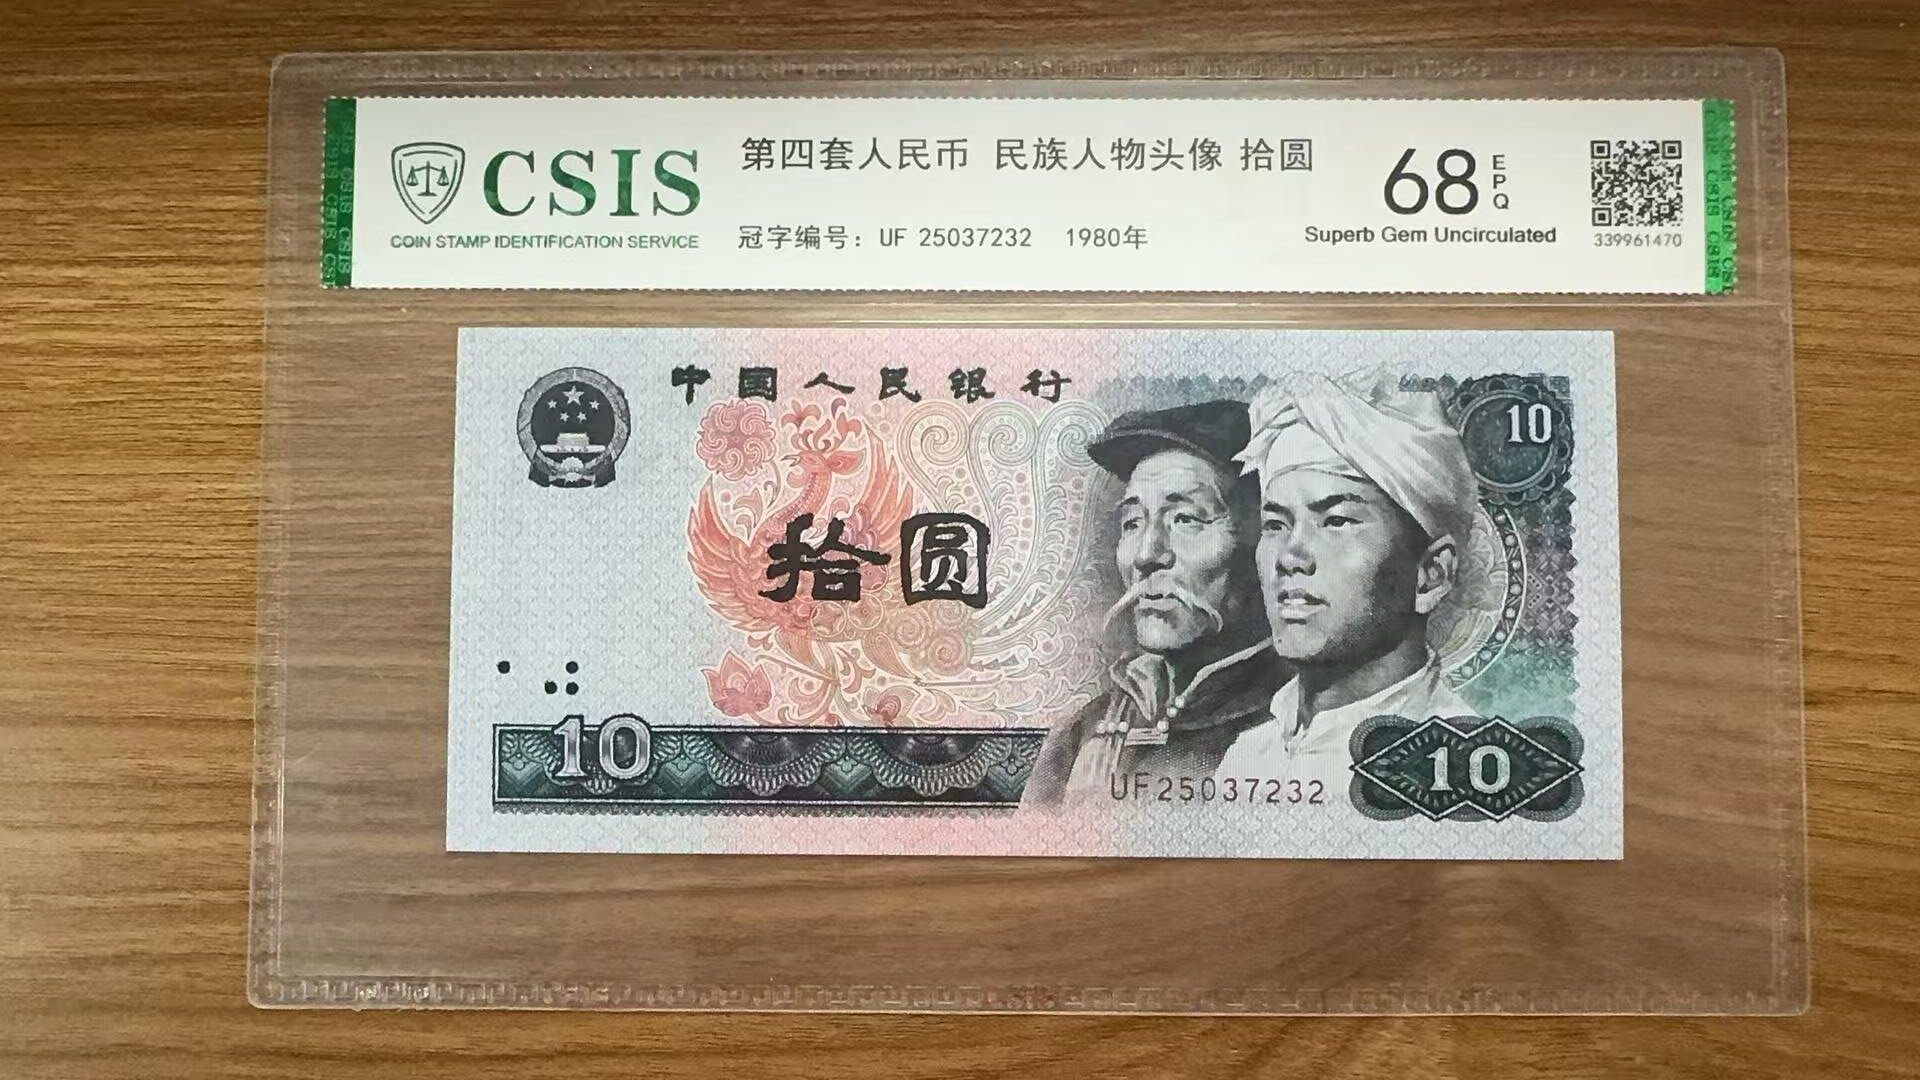 CSIS
COIN STAMP IDENTIFICATION SERVICE
第四套人民币 民族人物头像 拾圆
冠字编号：UF 25037232 1980年
68 EPQ
Superb Gem Uncirculated
339961470
中国人民银行
10
拾圆
10
UF25037232
10